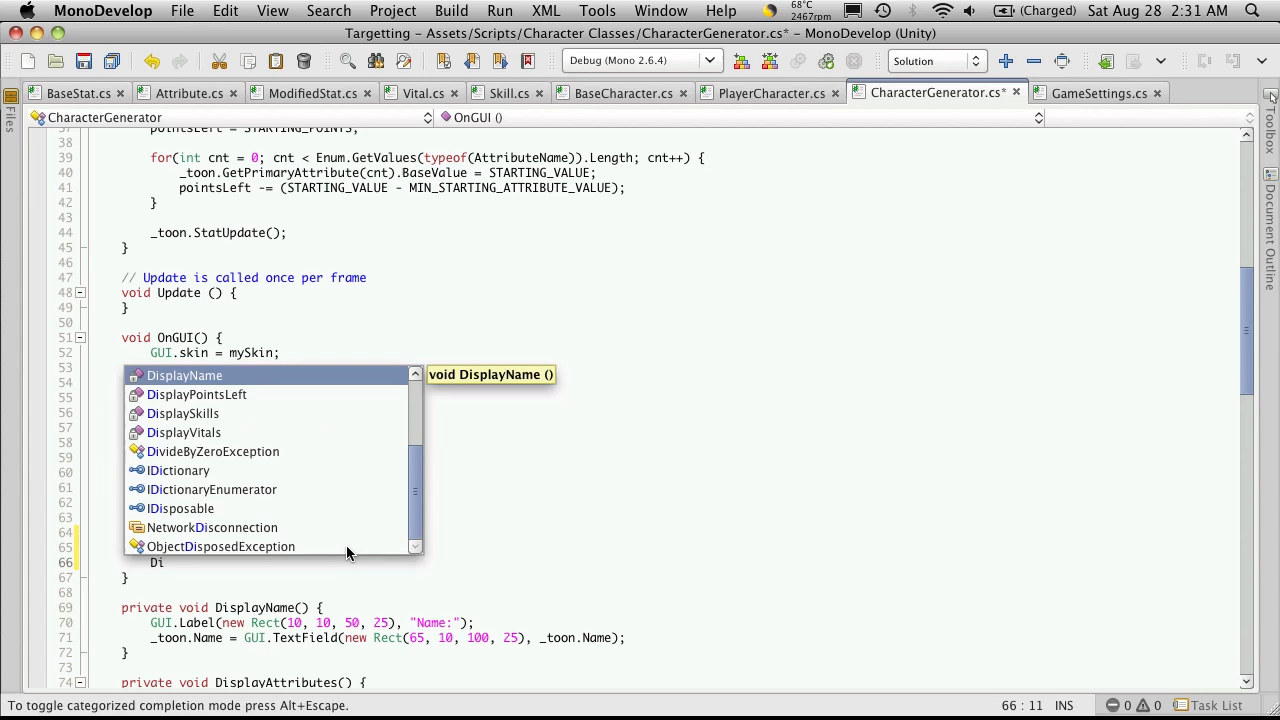 MonoDevelop File Edit View Search Project Build Run XML Tools Window Help 68°C 2467rpm (Charged) Sat Aug 28 2:31 AM
Targetting – Assets/Scripts/Character Classes/CharacterGenerator.cs* – MonoDevelop (Unity)
Debug (Mono 2.6.4) Solution
BaseStat.cs Attribute.cs ModifiedStat.cs Vital.cs Skill.cs BaseCharacter.cs PlayerCharacter.cs CharacterGenerator.cs* GameSettings.cs
Files
CharacterGenerator OnGUI ()
Toolbox
Document Outline
37 pointsLeft = STARTING_POINTS;
38
39 for(int cnt = 0; cnt < Enum.GetValues(typeof(AttributeName)).Length; cnt++) {
40 _toon.GetPrimaryAttribute(cnt).BaseValue = STARTING_VALUE;
41 pointsLeft -= (STARTING_VALUE - MIN_STARTING_ATTRIBUTE_VALUE);
42 }
43
44 _toon.StatUpdate();
45 }
46
47 // Update is called once per frame
48 void Update () {
49 }
50
51 void OnGUI() {
52 GUI.skin = mySkin;
53
54
55
56
57
58
59
60
61
62
63
64
65
DisplayName void DisplayName ()
DisplayPointsLeft
DisplaySkills
DisplayVitals
DivideByZeroException
IDictionary
IDictionaryEnumerator
IDisposable
NetworkDisconnection
ObjectDisposedException
66 Di
67 }
68
69 private void DisplayName() {
70 GUI.Label(new Rect(10, 10, 50, 25), "Name:");
71 _toon.Name = GUI.TextField(new Rect(65, 10, 100, 25), _toon.Name);
72 }
73
74 private void DisplayAttributes() {
To toggle categorized completion mode press Alt+Escape. 66 : 11 INS 0 0 Task List